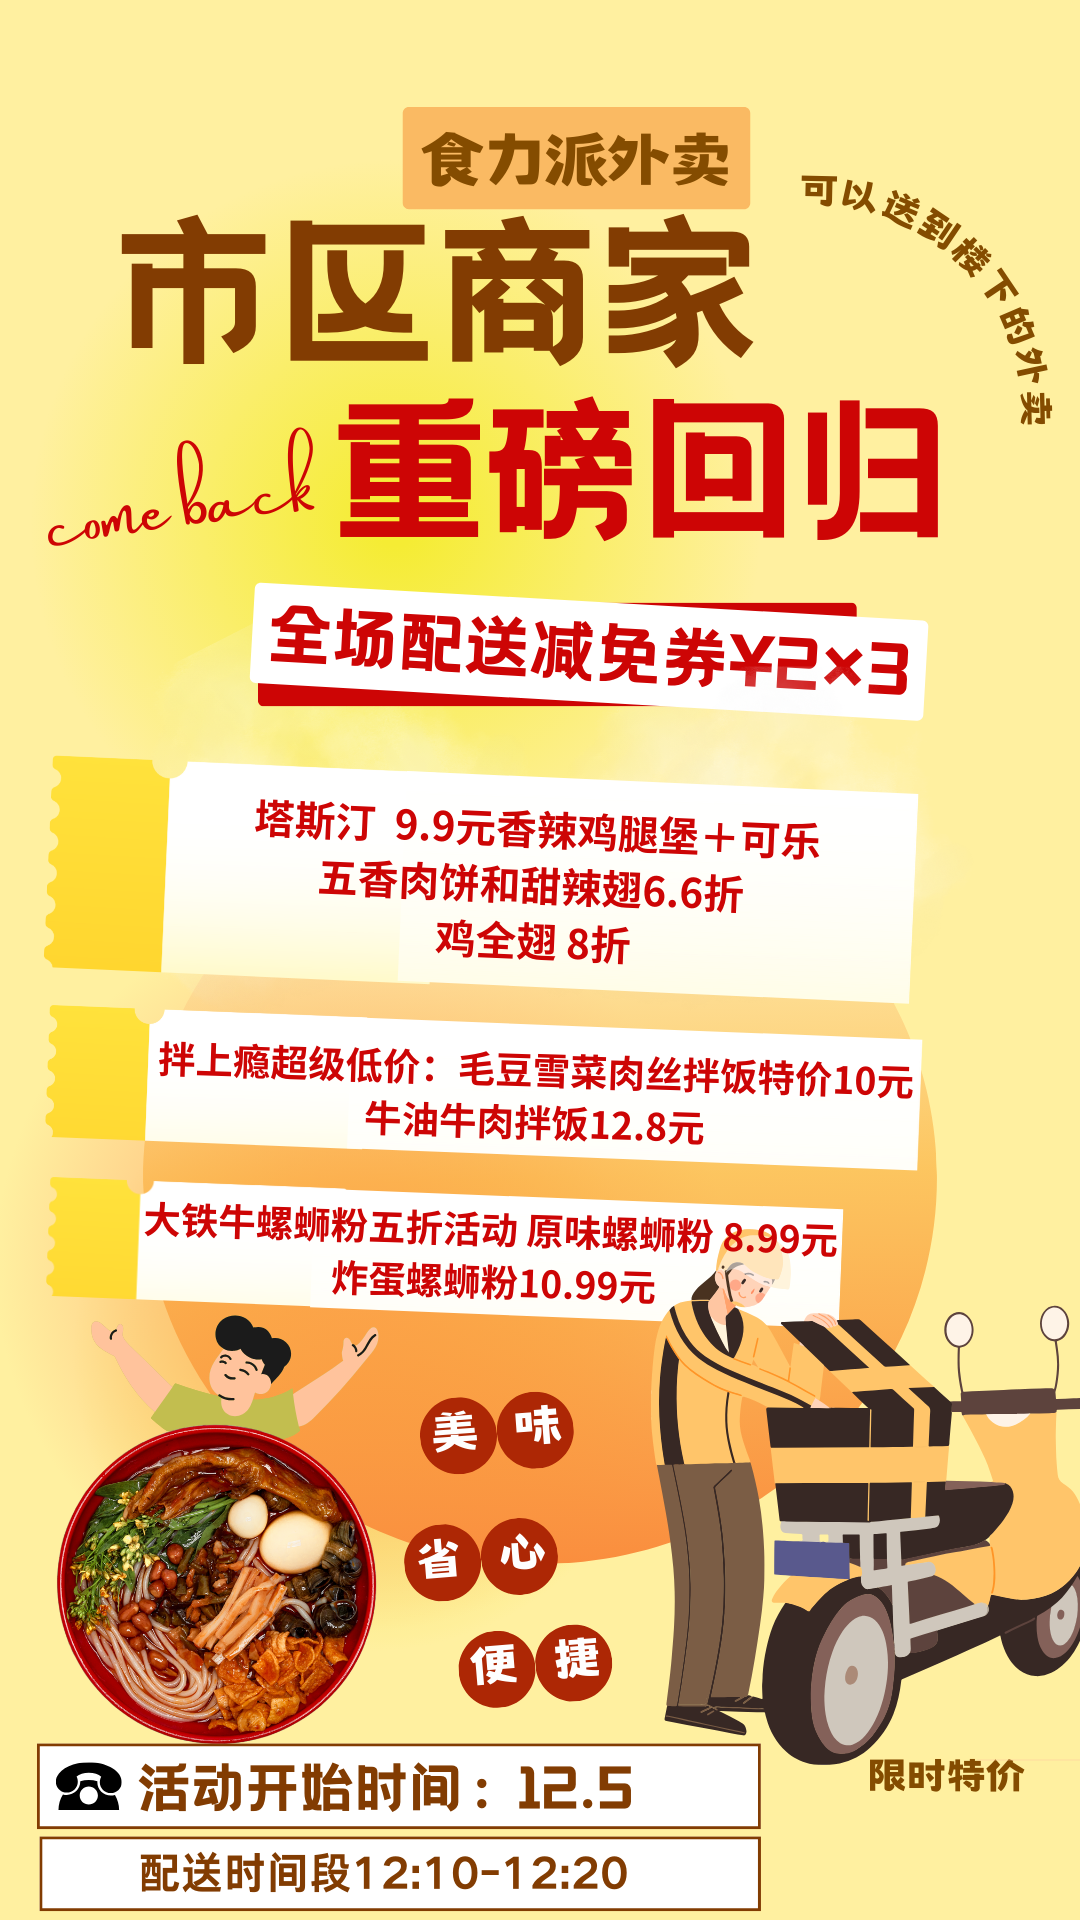 食力派外卖
可以送到楼下的外卖
市区商家
come back
重磅回归
全场配送减免券¥2×3
塔斯汀 9.9元香辣鸡腿堡＋可乐
五香肉饼和甜辣翅6.6折
鸡全翅 8折
拌上瘾超级低价：毛豆雪菜肉丝拌饭特价10元
牛油牛肉拌饭12.8元
大铁牛螺蛳粉五折活动 原味螺蛳粉 8.99元
炸蛋螺蛳粉10.99元
美味
省心
便捷
限时特价
活动开始时间：12.5
配送时间段12:10-12:20